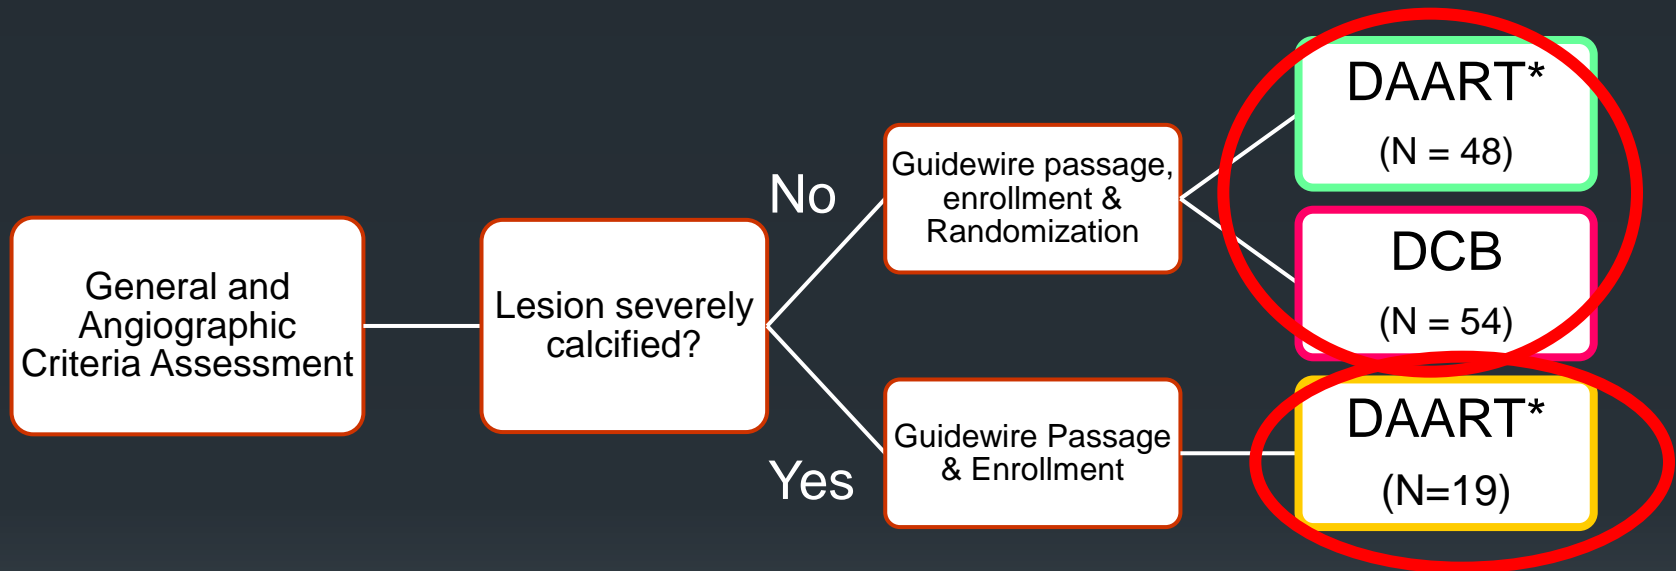 General and
Angiographic
Criteria Assessment
Lesion severely
calcified?
No
Guidewire passage,
enrollment &
Randomization
DAART*
(N = 48)
DCB
(N = 54)
Yes
Guidewire Passage
& Enrollment
DAART*
(N=19)